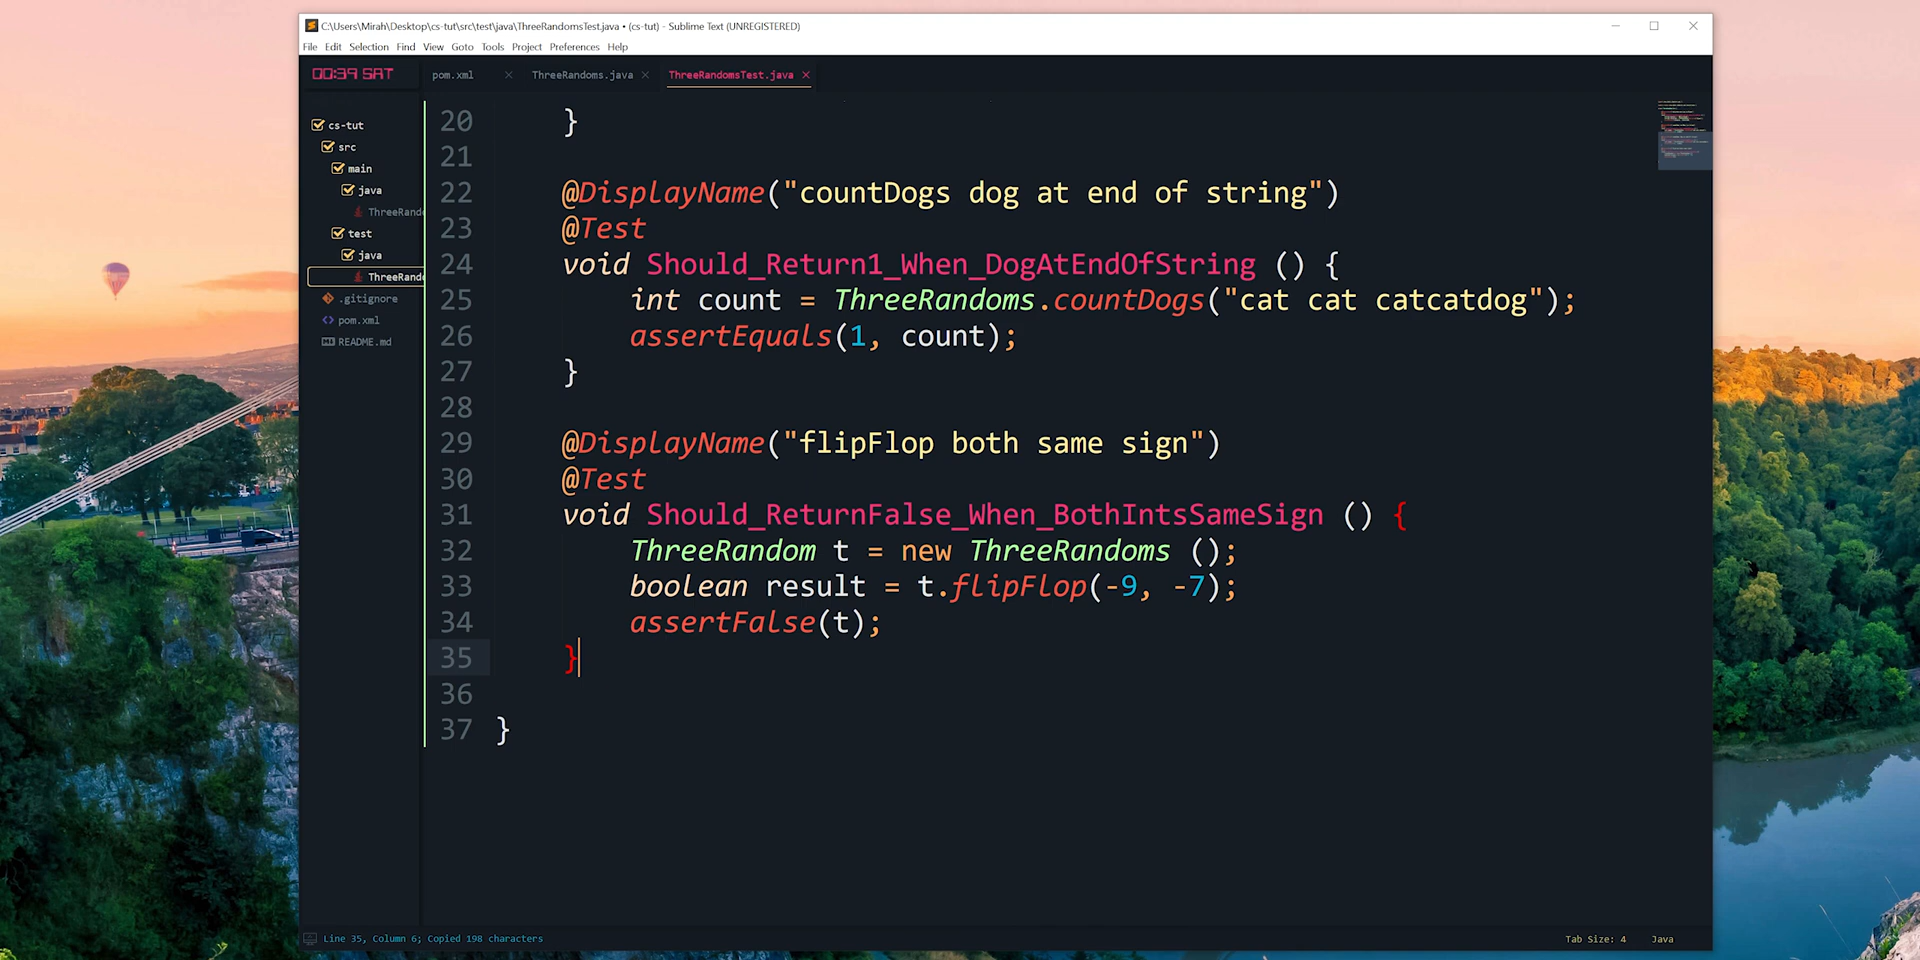 C:\Users\Mirah\Desktop\cs-tut\src\test\java\ThreeRandomsTest.java • (cs-tut) - Sublime Text (UNREGISTERED)
File Edit Selection Find View Goto Tools Project Preferences Help
00:39 SAT
pom.xml
ThreeRandoms.java
ThreeRandomsTest.java
cs-tut
src
main
java
ThreeRand
test
java
ThreeRand
.gitignore
pom.xml
README.md
20 }
21
22 @DisplayName("countDogs dog at end of string")
23 @Test
24 void Should_Return1_When_DogAtEndOfString () {
25 int count = ThreeRandoms.countDogs("cat cat catcatdog");
26 assertEquals(1, count);
27 }
28
29 @DisplayName("flipFlop both same sign")
30 @Test
31 void Should_ReturnFalse_When_BothIntsSameSign () {
32 ThreeRandom t = new ThreeRandoms ();
33 boolean result = t.flipFlop(-9, -7);
34 assertFalse(t);
35 }
36
37 }
Line 35, Column 6; Copied 198 characters
Tab Size: 4
Java